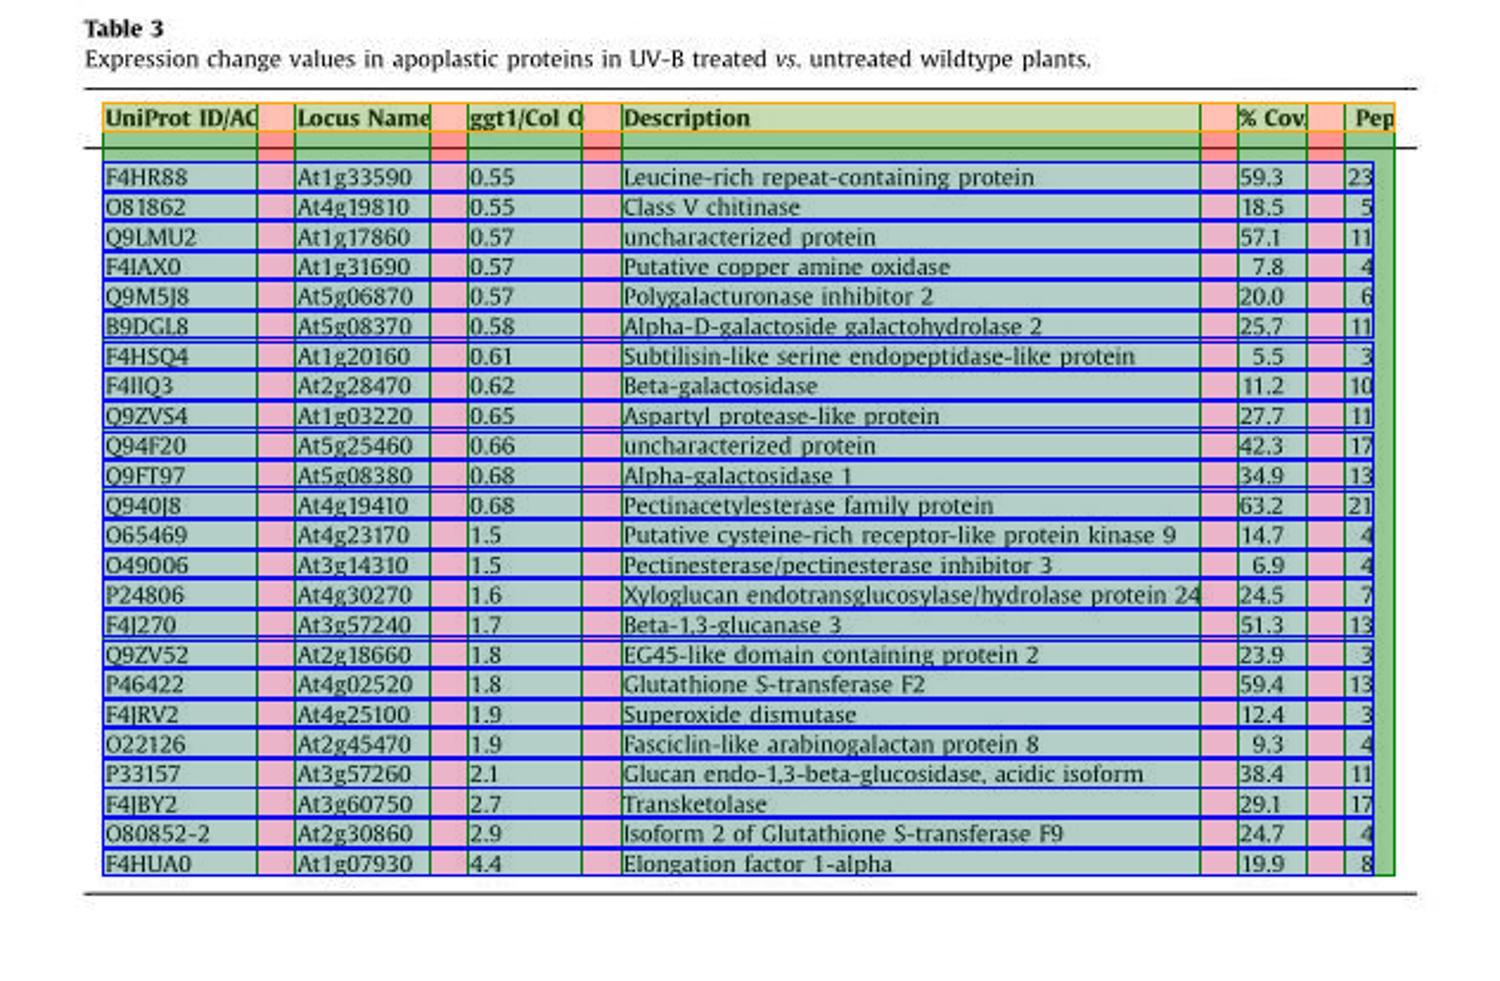 Table 3
Expression change values in apoplastic proteins in UV-B treated vs. untreated wildtype plants.
UniProt ID/AC Locus Name ggt1/Col 0 Description % Cov. Pep
F4HR88 At1g33590 0.55 Leucine-rich repeat-containing protein 59.3 23
O81862 At4g19810 0.55 Class V chitinase 18.5 5
Q9LMU2 At1g17860 0.57 uncharacterized protein 57.1 11
F4IAX0 At1g31690 0.57 Putative copper amine oxidase 7.8 4
Q9M5J8 At5g06870 0.57 Polygalacturonase inhibitor 2 20.0 6
B9DGL8 At5g08370 0.58 Alpha-D-galactoside galactohydrolase 2 25.7 11
F4HSQ4 At1g20160 0.61 Subtilisin-like serine endopeptidase-like protein 5.5 3
F4IIQ3 At2g28470 0.62 Beta-galactosidase 11.2 10
Q9ZVS4 At1g03220 0.65 Aspartyl protease-like protein 27.7 11
Q94F20 At5g25460 0.66 uncharacterized protein 42.3 17
Q9FT97 At5g08380 0.68 Alpha-galactosidase 1 34.9 13
Q940J8 At4g19410 0.68 Pectinacetylesterase family protein 63.2 21
O65469 At4g23170 1.5 Putative cysteine-rich receptor-like protein kinase 9 14.7 4
O49006 At3g14310 1.5 Pectinesterase/pectinesterase inhibitor 3 6.9 4
P24806 At4g30270 1.6 Xyloglucan endotransglucosylase/hydrolase protein 24 24.5 7
F4J270 At3g57240 1.7 Beta-1,3-glucanase 3 51.3 13
Q9ZV52 At2g18660 1.8 EG45-like domain containing protein 2 23.9 3
P46422 At4g02520 1.8 Glutathione S-transferase F2 59.4 13
F4JRV2 At4g25100 1.9 Superoxide dismutase 12.4 3
O22126 At2g45470 1.9 Fasciclin-like arabinogalactan protein 8 9.3 4
P33157 At3g57260 2.1 Glucan endo-1,3-beta-glucosidase, acidic isoform 38.4 11
F4JBY2 At3g60750 2.7 Transketolase 29.1 17
O80852-2 At2g30860 2.9 Isoform 2 of Glutathione S-transferase F9 24.7 4
F4HUA0 At1g07930 4.4 Elongation factor 1-alpha 19.9 8